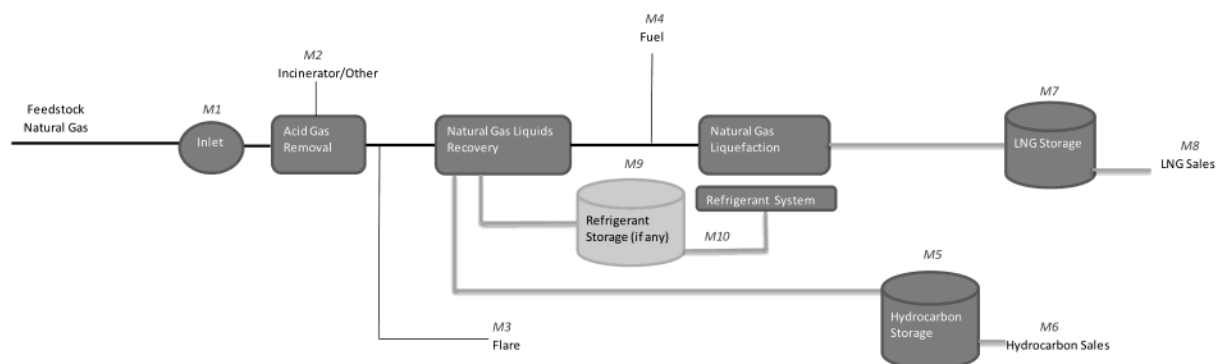 M4
Fuel
M2
Incinerator/Other
Feedstock
Natural Gas
M1
Inlet
Acid Gas
Removal
Natural Gas Liquids
Recovery
Natural Gas
Liquefaction
M7
LNG Storage
M8
LNG Sales
M9
Refrigerant
Storage (if any)
Refrigerant System
M10
M5
Hydrocarbon
Storage
M3
Flare
M6
Hydrocarbon Sales